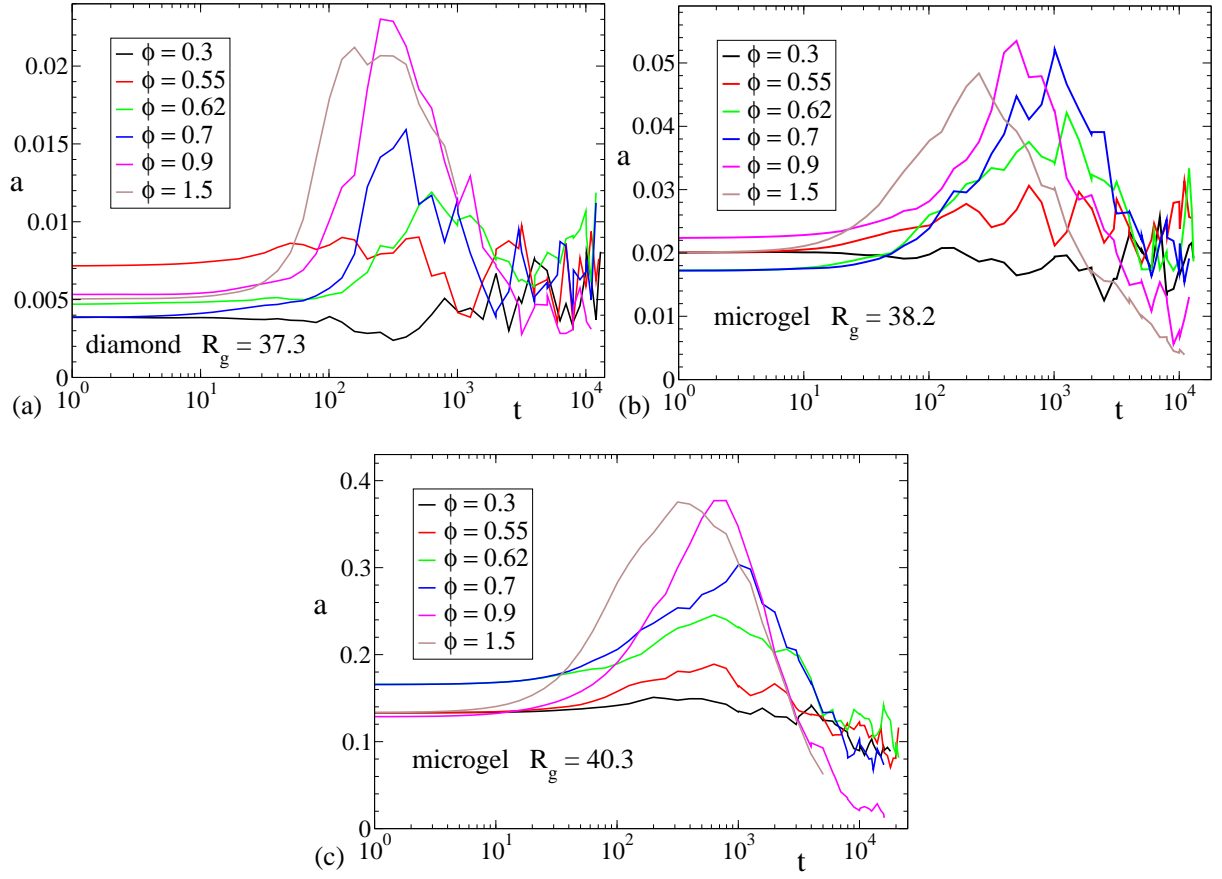 0.02
0.015
a
0.01
0.005
0
ϕ = 0.3
ϕ = 0.55
ϕ = 0.62
ϕ = 0.7
ϕ = 0.9
ϕ = 1.5
diamond R_g = 37.3
10^0 10^1 10^2 10^3 10^4
(a)
t
0.05
0.04
a
0.03
0.02
0.01
0
ϕ = 0.3
ϕ = 0.55
ϕ = 0.62
ϕ = 0.7
ϕ = 0.9
ϕ = 1.5
microgel R_g = 38.2
10^0 10^1 10^2 10^3 10^4
(b)
t
0.4
0.3
a
0.2
0.1
0
ϕ = 0.3
ϕ = 0.55
ϕ = 0.62
ϕ = 0.7
ϕ = 0.9
ϕ = 1.5
microgel R_g = 40.3
10^0 10^1 10^2 10^3 10^4
(c)
t